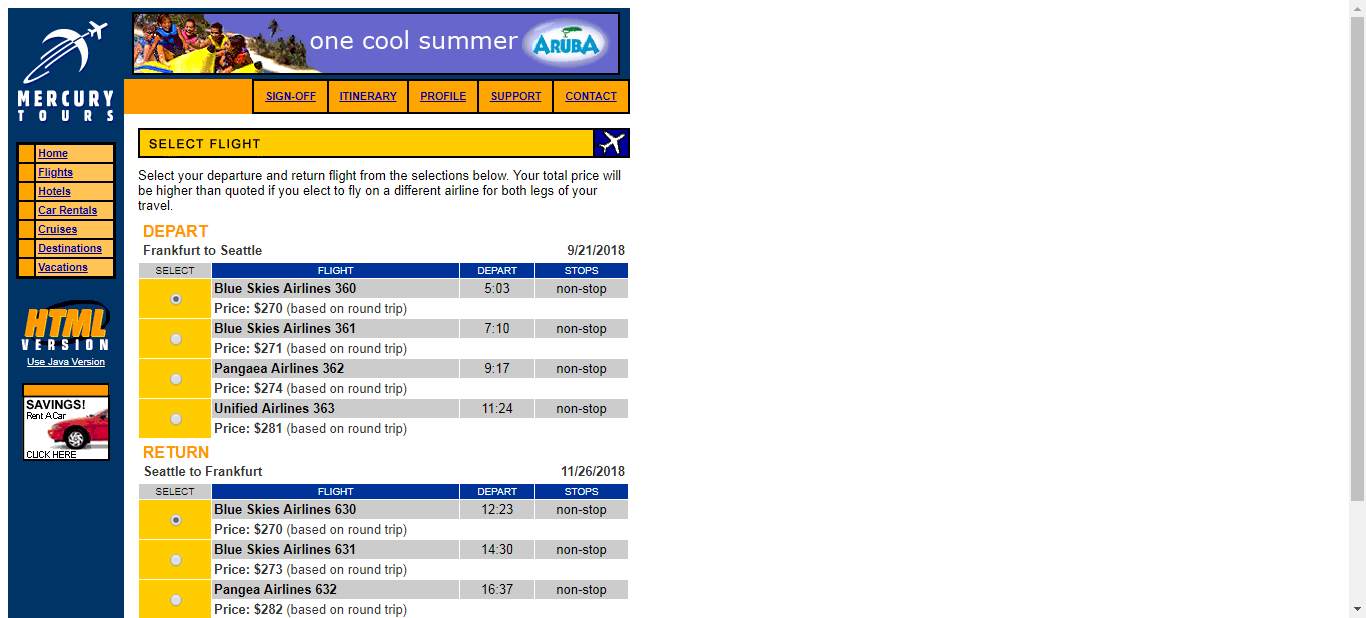 one cool summer ARUBA
MERCURY
TOURS
SIGN-OFF ITINERARY PROFILE SUPPORT CONTACT
Home
Flights
Hotels
Car Rentals
Cruises
Destinations
Vacations
HTML
VERSION
Use Java Version
SAVINGS!
Rent A Car
CLICK HERE
SELECT FLIGHT
Select your departure and return flight from the selections below. Your total price will
be higher than quoted if you elect to fly on a different airline for both legs of your
travel.
DEPART
Frankfurt to Seattle 9/21/2018
SELECT FLIGHT DEPART STOPS
Blue Skies Airlines 360 5:03 non-stop
Price: $270 (based on round trip)
Blue Skies Airlines 361 7:10 non-stop
Price: $271 (based on round trip)
Pangaea Airlines 362 9:17 non-stop
Price: $274 (based on round trip)
Unified Airlines 363 11:24 non-stop
Price: $281 (based on round trip)
RETURN
Seattle to Frankfurt 11/26/2018
SELECT FLIGHT DEPART STOPS
Blue Skies Airlines 630 12:23 non-stop
Price: $270 (based on round trip)
Blue Skies Airlines 631 14:30 non-stop
Price: $273 (based on round trip)
Pangea Airlines 632 16:37 non-stop
Price: $282 (based on round trip)